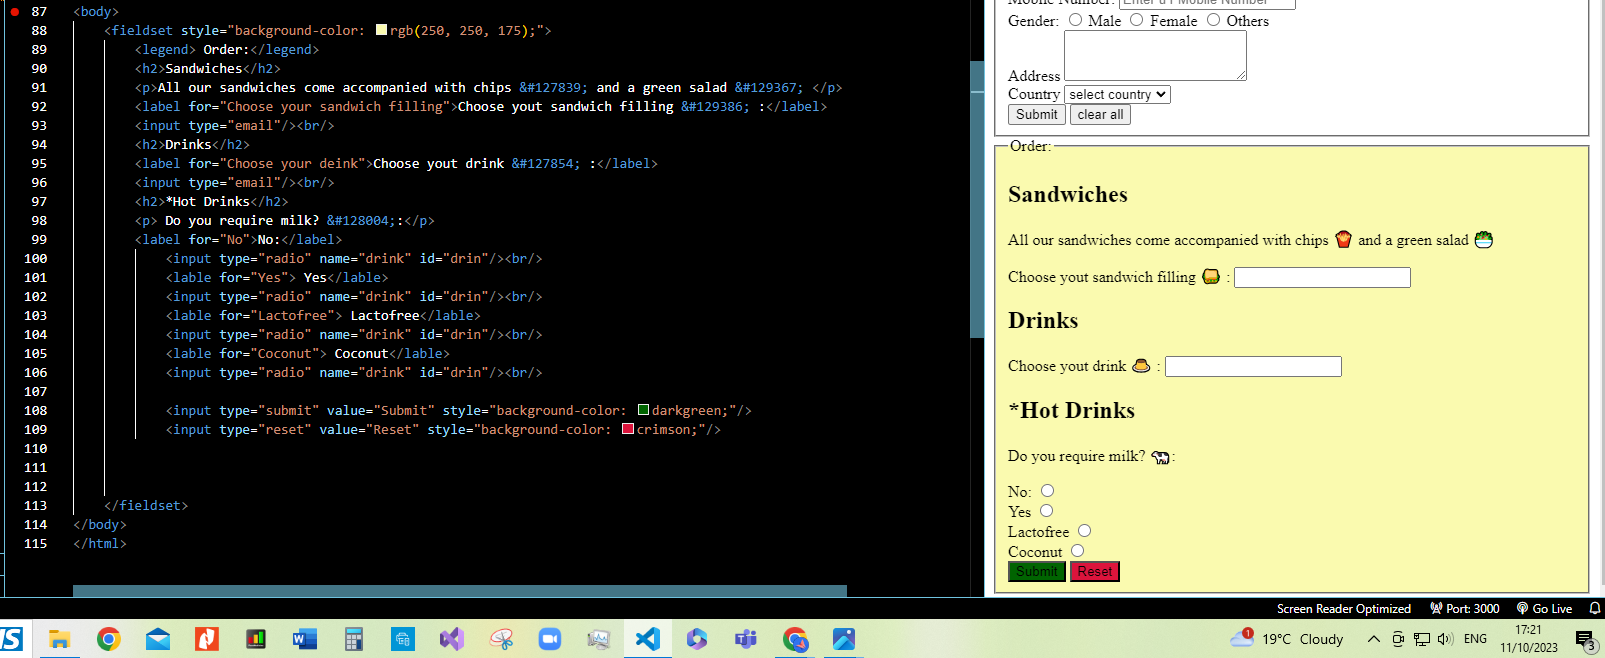 87 <body>
88 <fieldset style="background-color: rgb(250, 250, 175);">
89 <legend> Order:</legend>
90 <h2>Sandwiches</h2>
91 <p>All our sandwiches come accompanied with chips &#127839; and a green salad &#129367; </p>
92 <label for="Choose your sandwich filling">Choose yout sandwich filling &#129386; :</label>
93 <input type="email"/><br/>
94 <h2>Drinks</h2>
95 <label for="Choose your deink">Choose yout drink &#127854; :</label>
96 <input type="email"/><br/>
97 <h2>*Hot Drinks</h2>
98 <p> Do you require milk? &#128004;:</p>
99 <label for="No">No:</label>
100 <input type="radio" name="drink" id="drin"/><br/>
101 <lable for="Yes"> Yes</lable>
102 <input type="radio" name="drink" id="drin"/><br/>
103 <lable for="Lactofree"> Lactofree</lable>
104 <input type="radio" name="drink" id="drin"/><br/>
105 <lable for="Coconut"> Coconut</lable>
106 <input type="radio" name="drink" id="drin"/><br/>
107
108 <input type="submit" value="Submit" style="background-color: darkgreen;"/>
109 <input type="reset" value="Reset" style="background-color: crimson;"/>
110
111
112
113 </fieldset>
114 </body>
115 </html>
Mobile Number: Enter u r Mobile Number
Gender: Male Female Others
Address
Country select country
Submit clear all
Order:
Sandwiches
All our sandwiches come accompanied with chips 🍟 and a green salad 🥗
Choose yout sandwich filling 🥪 :
Drinks
Choose yout drink 🍮 :
*Hot Drinks
Do you require milk? 🐄:
No:
Yes
Lactofree
Coconut
Submit Reset
Screen Reader Optimized Port: 3000 Go Live
1 19°C Cloudy ENG 17:21
11/10/2023 3